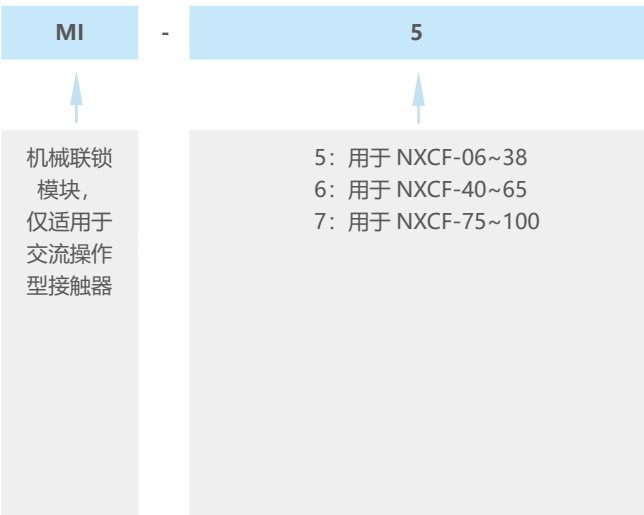 MI - 5
机械联锁
模块，
仅适用于
交流操作
型接触器
5：用于 NXCF-06~38
6：用于 NXCF-40~65
7：用于 NXCF-75~100